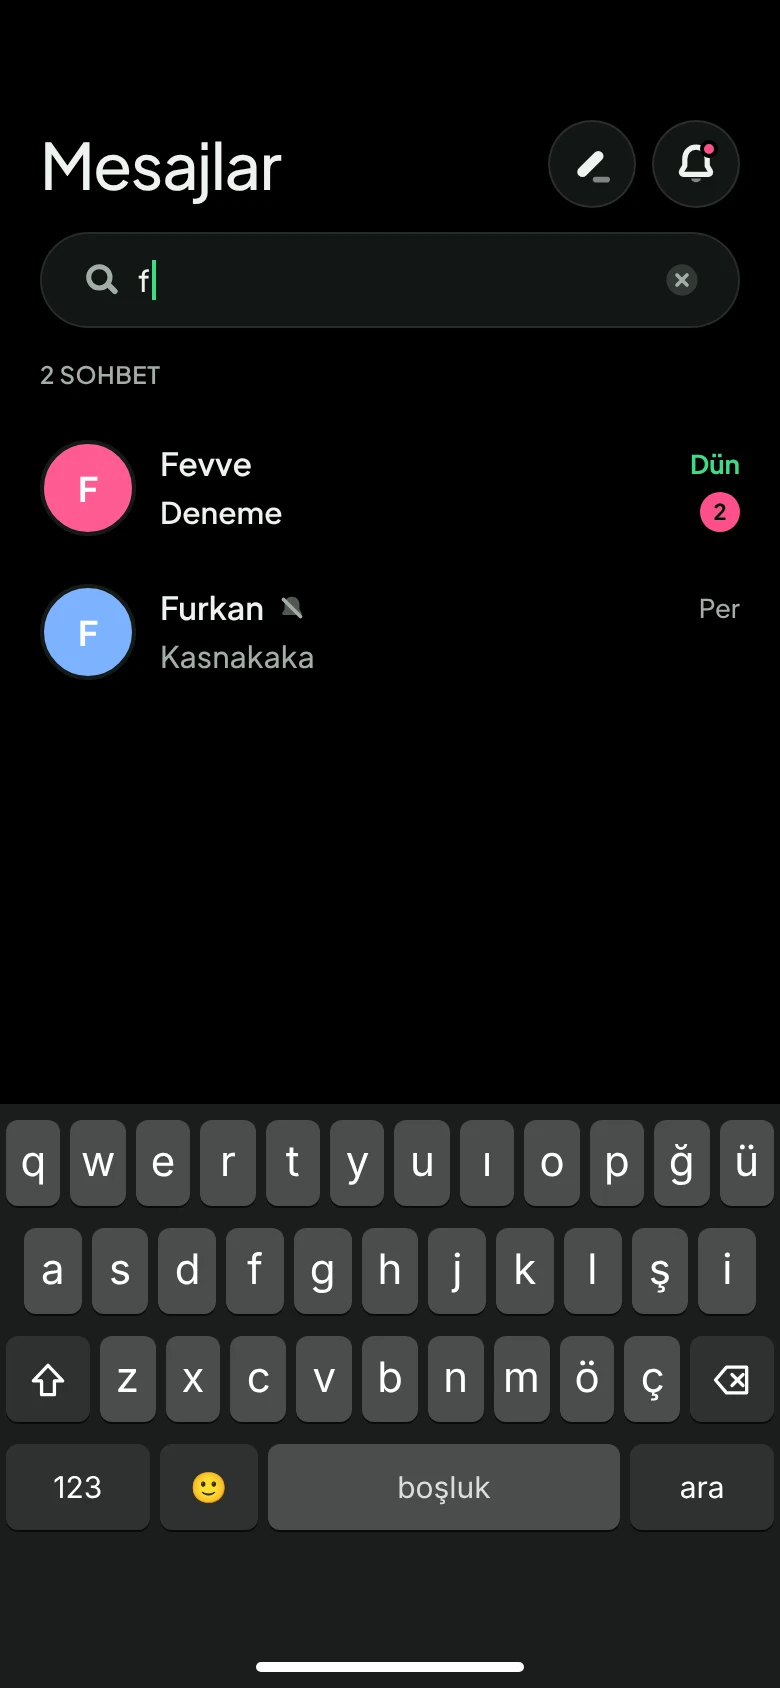 Mesajlar
f
2 SOHBET
F
Fevve
Dün
Deneme
2
F
Furkan
Per
Kasnakaka
q w e r t y u ı o p ğ ü
a s d f g h j k l ş i
z x c v b n m ö ç
123 boşluk ara